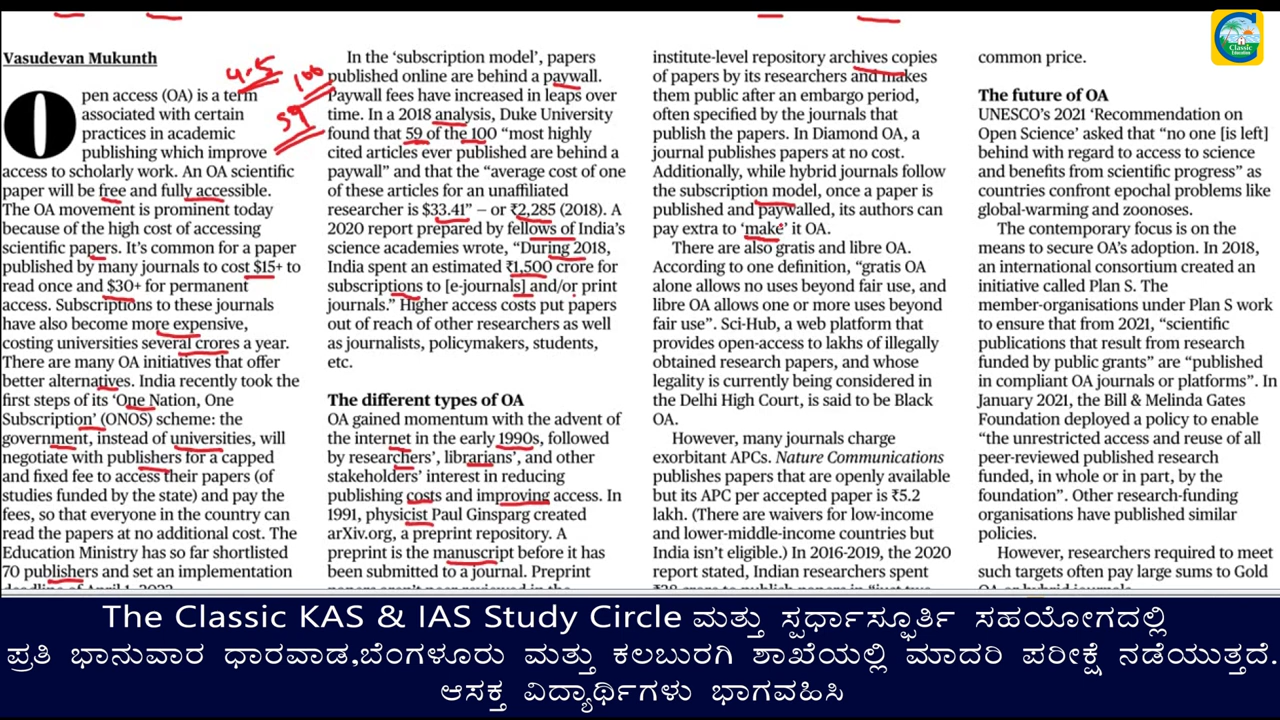 Vasudevan Mukunth
4.5
100
59
Open access (OA) is a term
associated with certain
practices in academic
publishing which improve
access to scholarly work. An OA scientific
paper will be free and fully accessible.
The OA movement is prominent today
because of the high cost of accessing
scientific papers. It's common for a paper
published by many journals to cost $15+ to
read once and $30+ for permanent
access. Subscriptions to these journals
have also become more expensive,
costing universities several crores a year.
There are many OA initiatives that offer
better alternatives. India recently took the
first steps of its 'One Nation, One
Subscription' (ONOS) scheme: the
government, instead of universities, will
negotiate with publishers for a capped
and fixed fee to access their papers (of
studies funded by the state) and pay the
fees, so that everyone in the country can
read the papers at no additional cost. The
Education Ministry has so far shortlisted
70 publishers and set an implementation
In the 'subscription model', papers
published online are behind a paywall.
Paywall fees have increased in leaps over
time. In a 2018 analysis, Duke University
found that 59 of the 100 "most highly
cited articles ever published are behind a
paywall" and that the "average cost of one
of these articles for an unaffiliated
researcher is $33.41" – or ₹2,285 (2018). A
2020 report prepared by fellows of India's
science academies wrote, "During 2018,
India spent an estimated ₹1,500 crore for
subscriptions to [e-journals] and/or print
journals." Higher access costs put papers
out of reach of other researchers as well
as journalists, policymakers, students,
etc.
The different types of OA
OA gained momentum with the advent of
the internet in the early 1990s, followed
by researchers', librarians', and other
stakeholders' interest in reducing
publishing costs and improving access. In
1991, physicist Paul Ginsparg created
arXiv.org, a preprint repository. A
preprint is the manuscript before it has
been submitted to a journal. Preprint
institute-level repository archives copies
of papers by its researchers and makes
them public after an embargo period,
often specified by the journals that
publish the papers. In Diamond OA, a
journal publishes papers at no cost.
Additionally, while hybrid journals follow
the subscription model, once a paper is
published and paywalled, its authors can
pay extra to 'make' it OA.
There are also gratis and libre OA.
According to one definition, "gratis OA
alone allows no uses beyond fair use, and
libre OA allows one or more uses beyond
fair use". Sci-Hub, a web platform that
provides open-access to lakhs of illegally
obtained research papers, and whose
legality is currently being considered in
the Delhi High Court, is said to be Black
OA.
However, many journals charge
exorbitant APCs. Nature Communications
publishes papers that are openly available
but its APC per accepted paper is ₹5.2
lakh. (There are waivers for low-income
and lower-middle-income countries but
India isn't eligible.) In 2016-2019, the 2020
report stated, Indian researchers spent
common price.
The future of OA
UNESCO's 2021 'Recommendation on
Open Science' asked that "no one [is left]
behind with regard to access to science
and benefits from scientific progress" as
countries confront epochal problems like
global-warming and zoonoses.
The contemporary focus is on the
means to secure OA's adoption. In 2018,
an international consortium created an
initiative called Plan S. The
member-organisations under Plan S work
to ensure that from 2021, "scientific
publications that result from research
funded by public grants" are "published
in compliant OA journals or platforms". In
January 2021, the Bill & Melinda Gates
Foundation deployed a policy to enable
"the unrestricted access and reuse of all
peer-reviewed published research
funded, in whole or in part, by the
foundation". Other research-funding
organisations have published similar
policies.
However, researchers required to meet
such targets often pay large sums to Gold
Classic
Education
The Classic KAS & IAS Study Circle ಮತ್ತು ಸ್ಪರ್ಧಾಸ್ಫೂರ್ತಿ ಸಹಯೋಗದಲ್ಲಿ
ಪ್ರತಿ ಭಾನುವಾರ ಧಾರವಾಡ,ಬೆಂಗಳೂರು ಮತ್ತು ಕಲಬುರಗಿ ಶಾಖೆಯಲ್ಲಿ ಮಾದರಿ ಪರೀಕ್ಷೆ ನಡೆಯುತ್ತದೆ.
ಆಸಕ್ತ ವಿದ್ಯಾರ್ಥಿಗಳು ಭಾಗವಹಿಸಿ